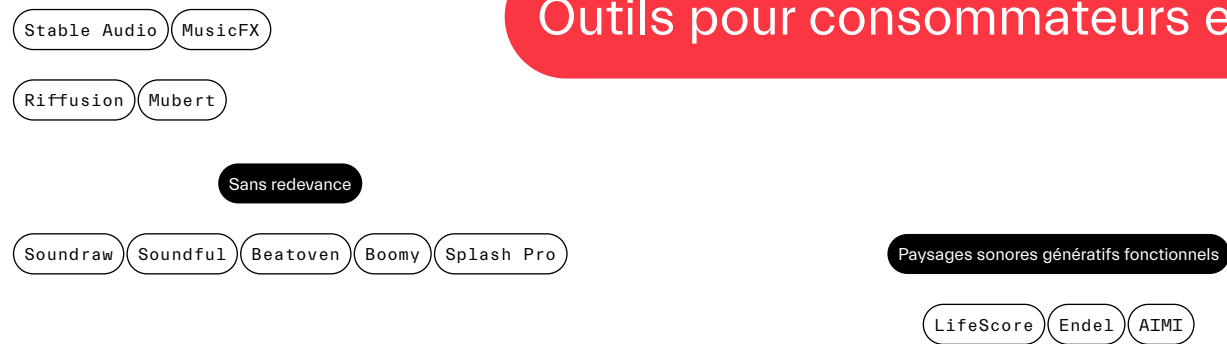 Outils pour consommateurs e
Stable Audio MusicFX
Riffusion Mubert
Sans redevance
Soundraw Soundful Beatoven Boomy Splash Pro
Paysages sonores génératifs fonctionnels
LifeScore Endel AIMI